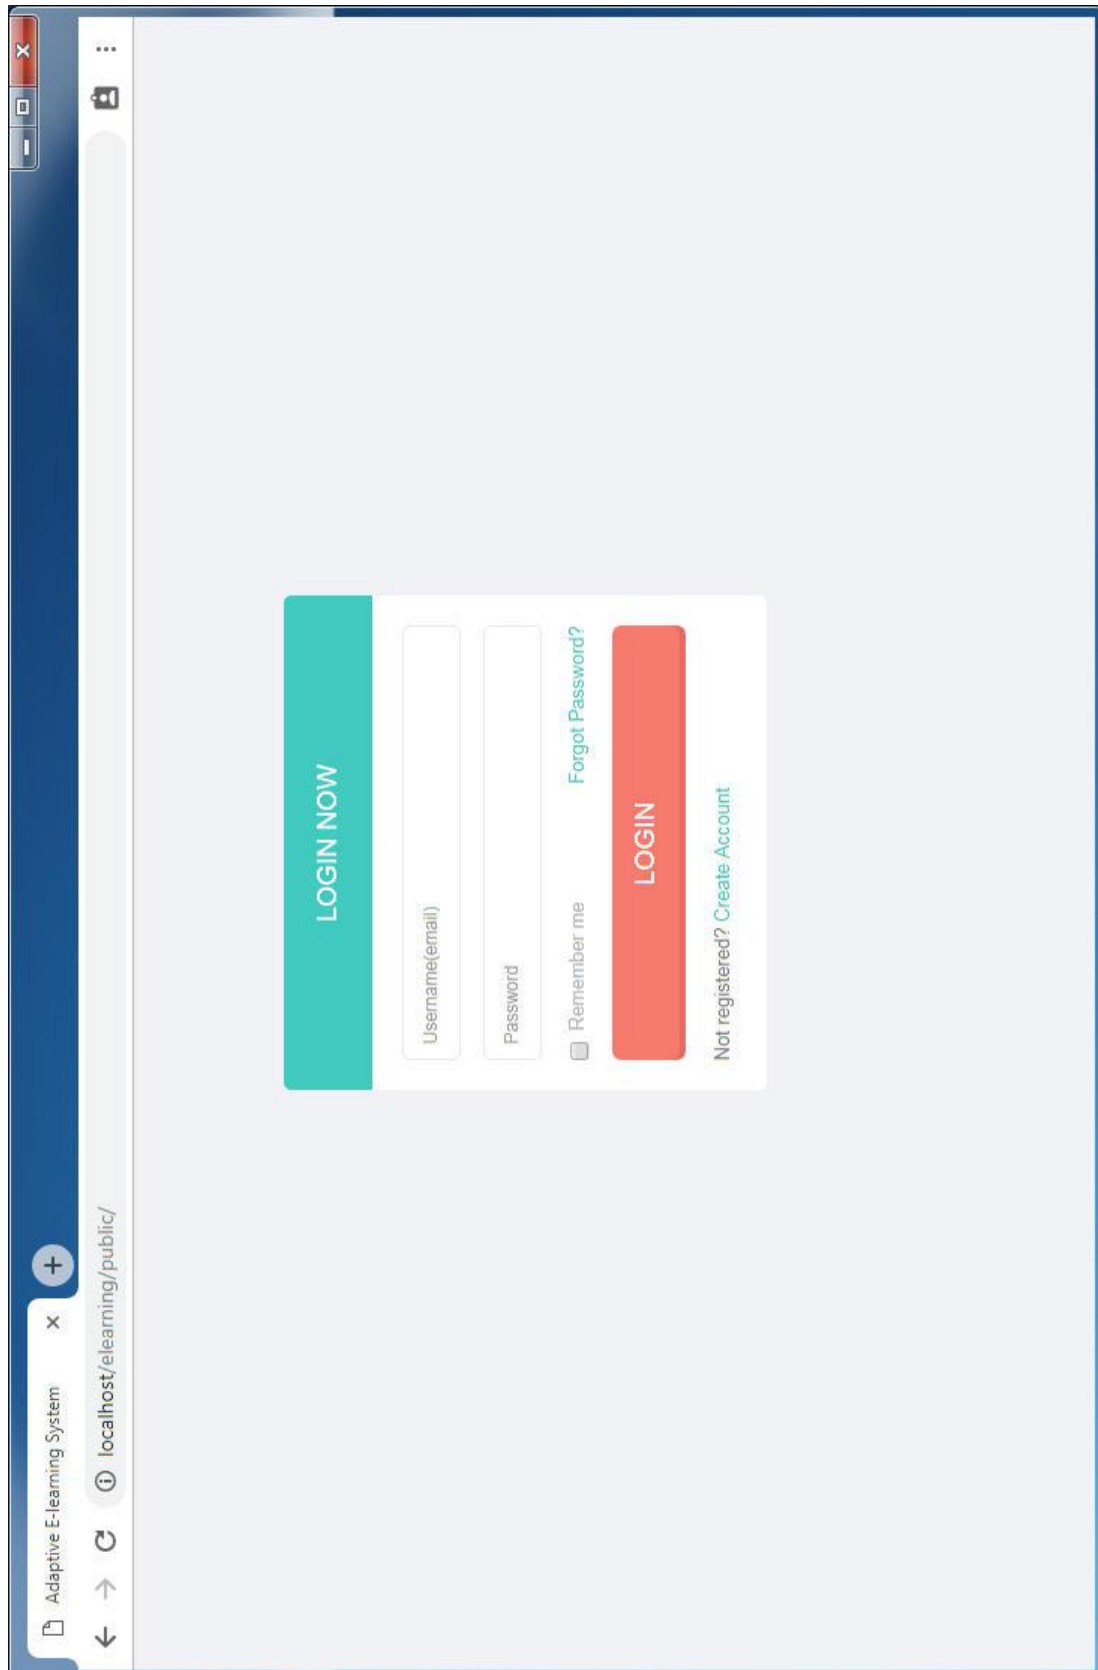 Adaptive E-learning System
localhost/elearning/public/
LOGIN NOW
Username(email)
Password
Remember me Forgot Password?
LOGIN
Not registered? Create Account